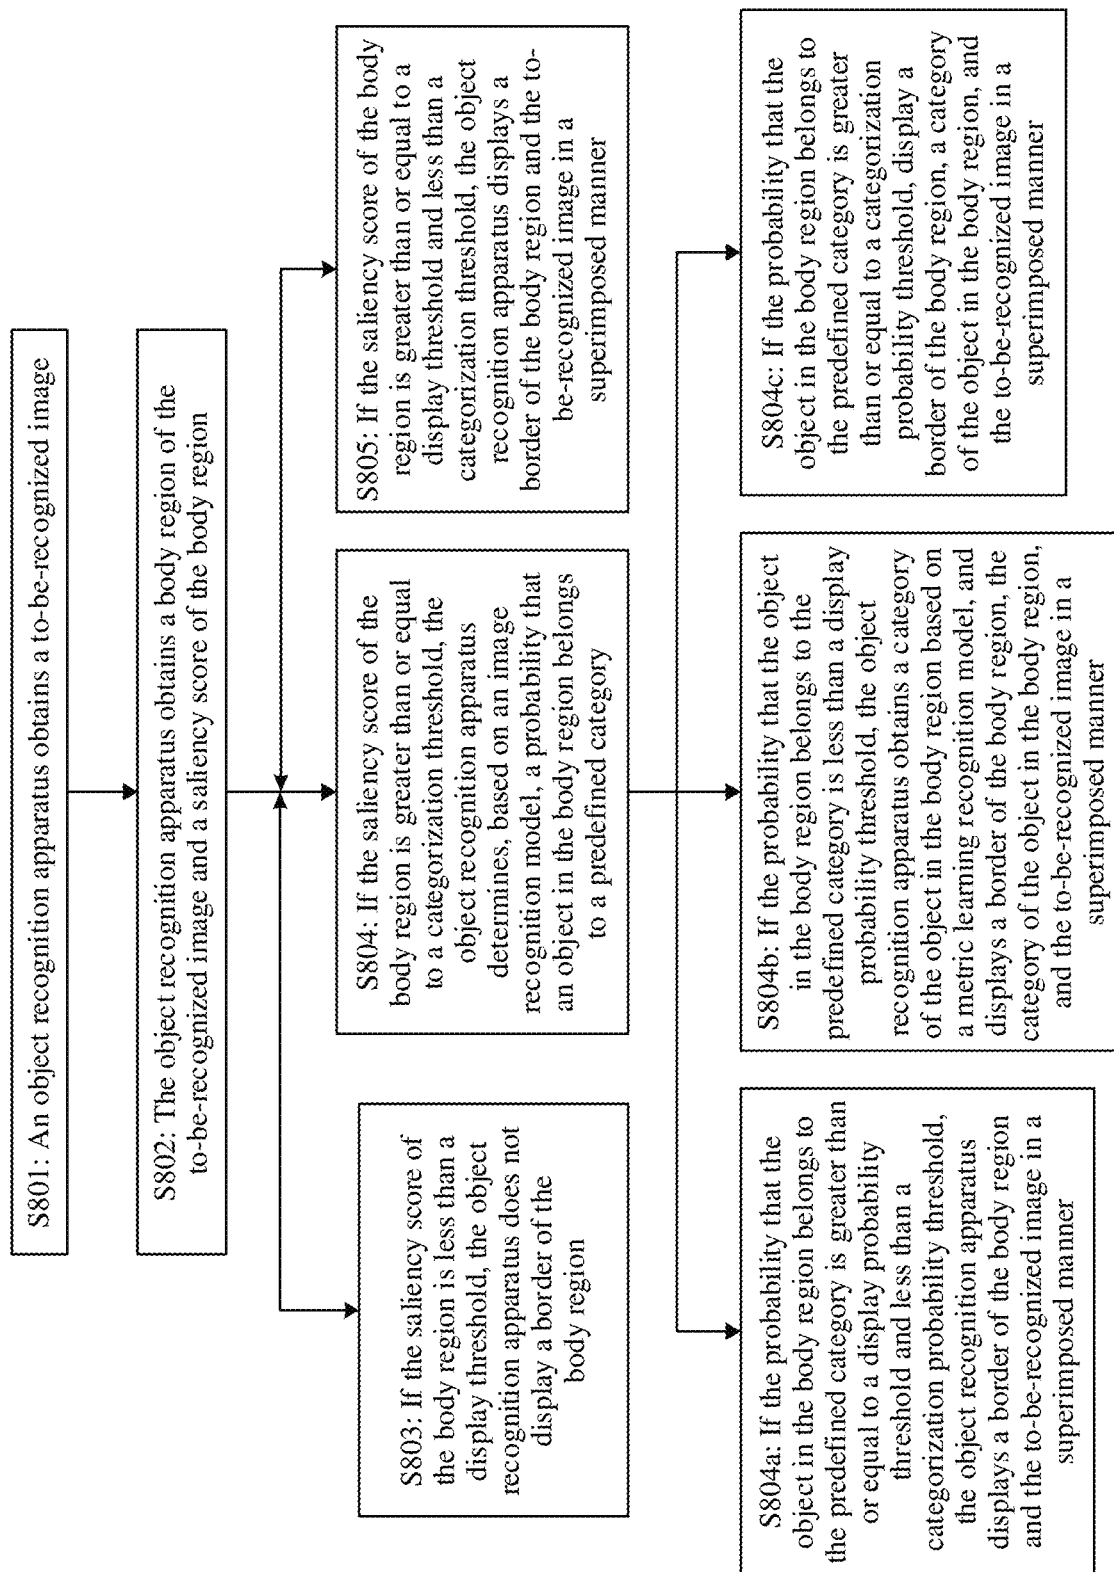 S801: An object recognition apparatus obtains a to-be-recognized image
S802: The object recognition apparatus obtains a body region of the
to-be-recognized image and a saliency score of the body region
S803: If the saliency score of
the body region is less than a
display threshold, the object
recognition apparatus does not
display a border of the
body region
S804: If the saliency score of the
body region is greater than or equal
to a categorization threshold, the
object recognition apparatus
determines, based on an image
recognition model, a probability that
an object in the body region belongs
to a predefined category
S805: If the saliency score of the body
region is greater than or equal to a
display threshold and less than a
categorization threshold, the object
recognition apparatus displays a
border of the body region and the to-
be-recognized image in a
superimposed manner
S804a: If the probability that the
object in the body region belongs to
the predefined category is greater than
or equal to a display probability
threshold and less than a
categorization probability threshold,
the object recognition apparatus
displays a border of the body region
and the to-be-recognized image in a
superimposed manner
S804b: If the probability that the object
in the body region belongs to the
predefined category is less than a display
probability threshold, the object
recognition apparatus obtains a category
of the object in the body region based on
a metric learning recognition model, and
displays a border of the body region, the
category of the object in the body region,
and the to-be-recognized image in a
superimposed manner
S804c: If the probability that the
object in the body region belongs to
the predefined category is greater
than or equal to a categorization
probability threshold, display a
border of the body region, a category
of the object in the body region, and
the to-be-recognized image in a
superimposed manner